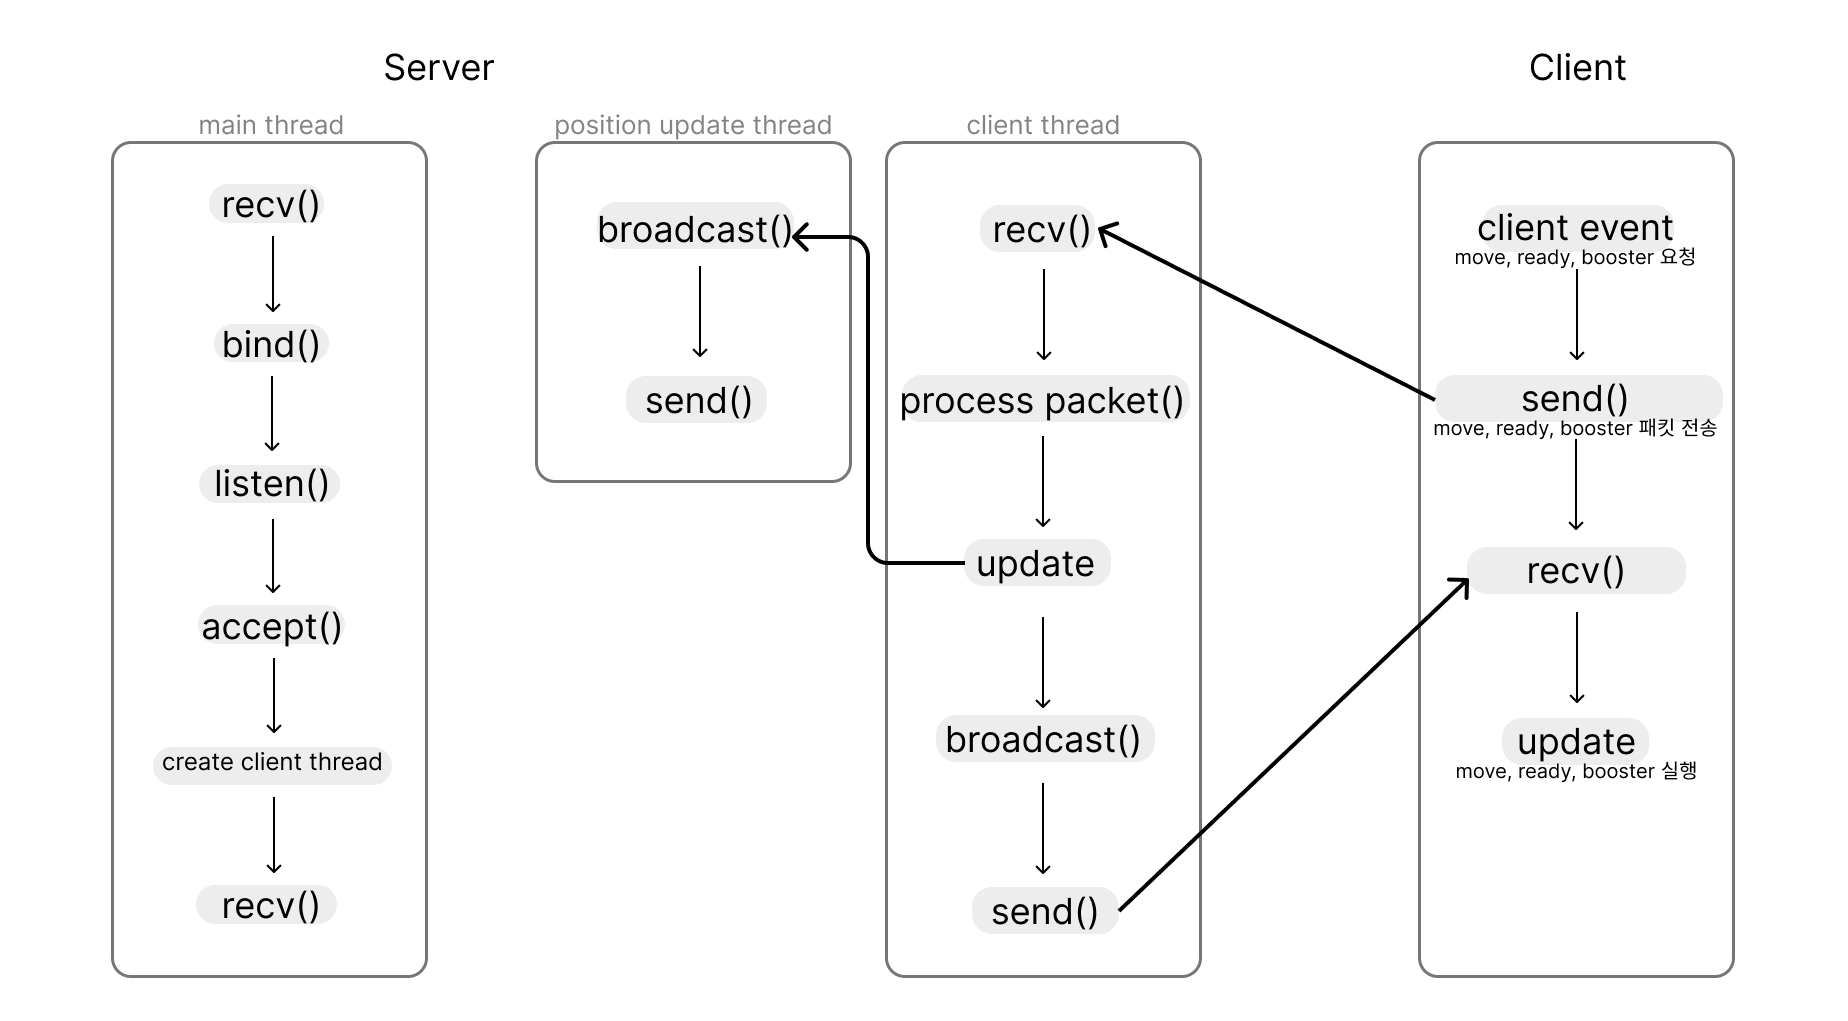 Server
Client
main thread
recv()
bind()
listen()
accept()
create client thread
recv()
position update thread
broadcast()
send()
client thread
recv()
process packet()
update
broadcast()
send()
client event
move, ready, booster 요청
send()
move, ready, booster 패킷 전송
recv()
update
move, ready, booster 실행